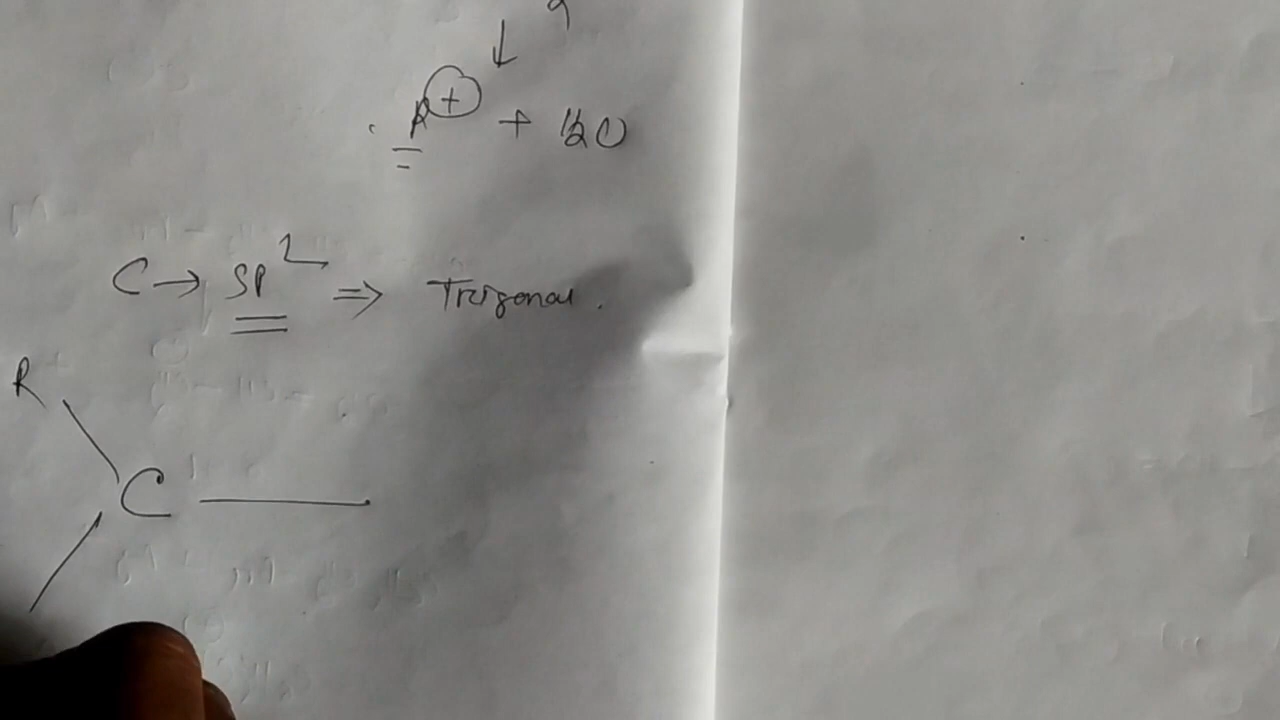 ↓
R⊕ + H2O
C → SP² ⇒ Trigonal.
R
C